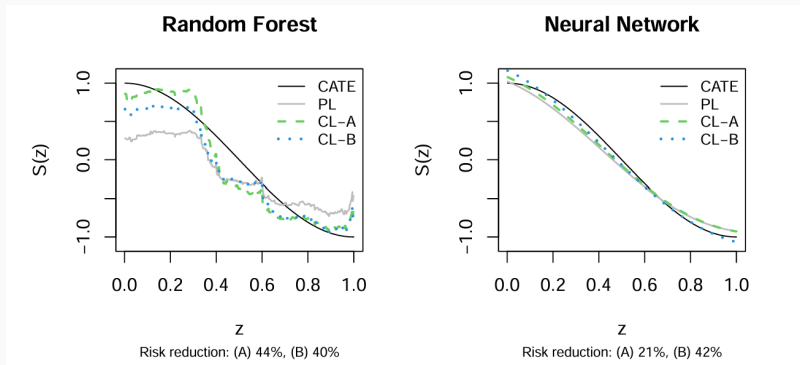 Random Forest
S(z)
1.0
0.0
−1.0
CATE
PL
CL−A
CL−B
0.0 0.2 0.4 0.6 0.8 1.0
z
Risk reduction: (A) 44%, (B) 40%
Neural Network
S(z)
1.0
0.0
−1.0
CATE
PL
CL−A
CL−B
0.0 0.2 0.4 0.6 0.8 1.0
z
Risk reduction: (A) 21%, (B) 42%